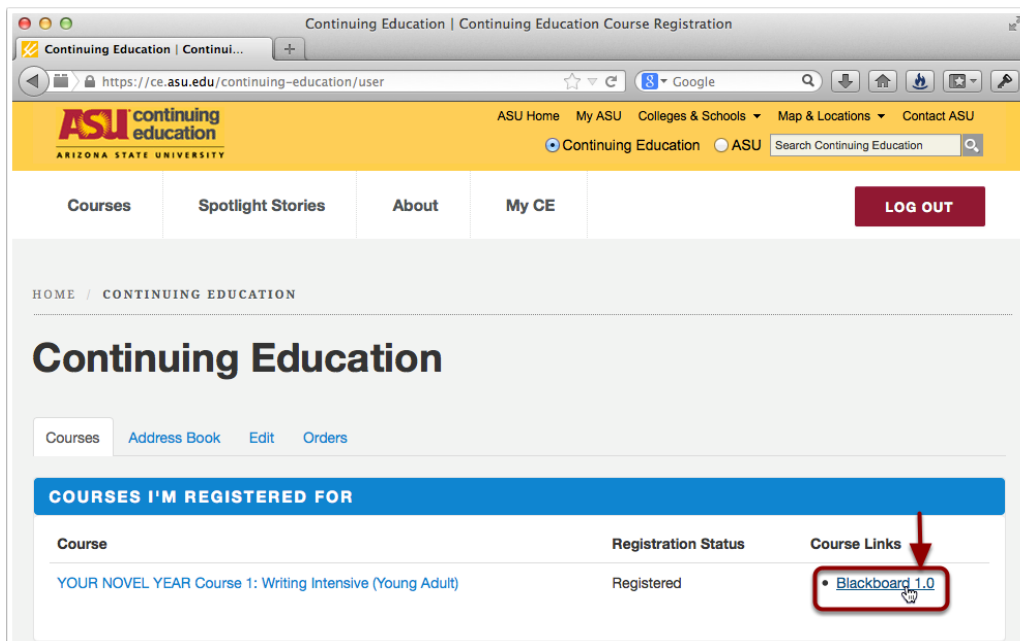 Continuing Education | Continuing Education Course Registration
Continuing Education | Continui...
https://ce.asu.edu/continuing-education/user
Google
ASU continuing education
ARIZONA STATE UNIVERSITY
ASU Home My ASU Colleges & Schools Map & Locations Contact ASU
Continuing Education ASU Search Continuing Education
Courses Spotlight Stories About My CE LOG OUT
HOME / CONTINUING EDUCATION
Continuing Education
Courses Address Book Edit Orders
COURSES I'M REGISTERED FOR
Course Registration Status Course Links
YOUR NOVEL YEAR Course 1: Writing Intensive (Young Adult) Registered • Blackboard 1.0